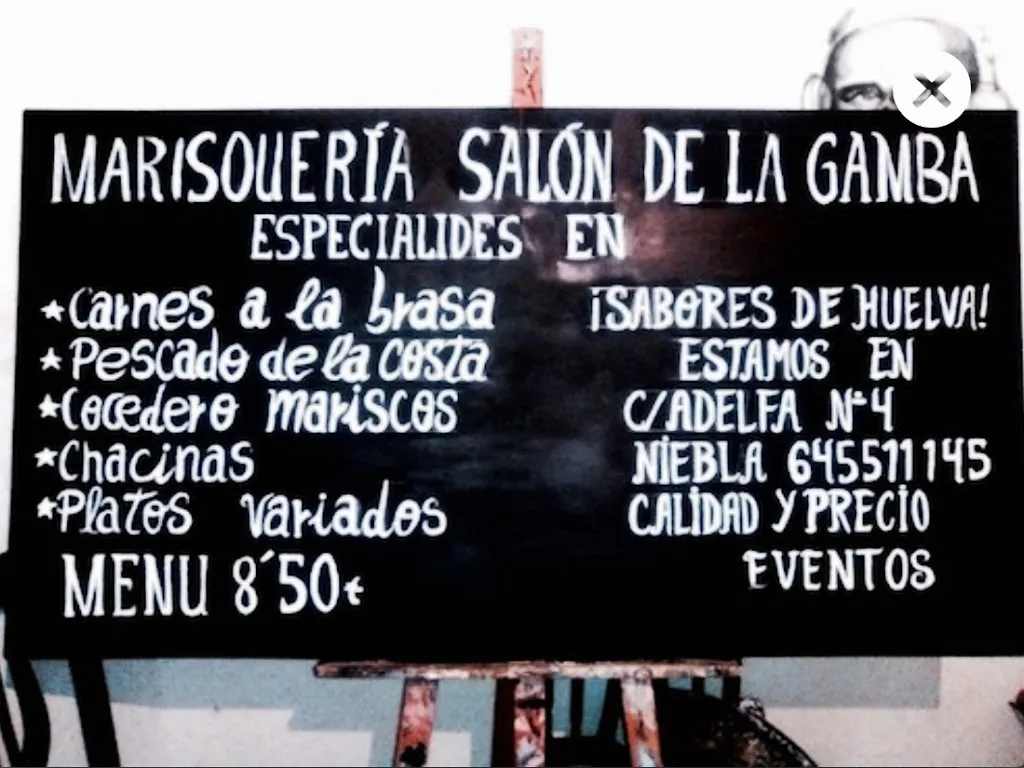 MARISQUERÍA SALÓN DE LA GAMBA
ESPECIALIDES EN
★Carnes a la brasa
★Pescado de la costa
★Cocedero mariscos
★Chacinas
★Platos variados
MENU 8´50€
¡SABORES DE HUELVA!
ESTAMOS EN
C/ADELFA Nº4
NIEBLA 645511145
CALIDAD Y PRECIO
EVENTOS